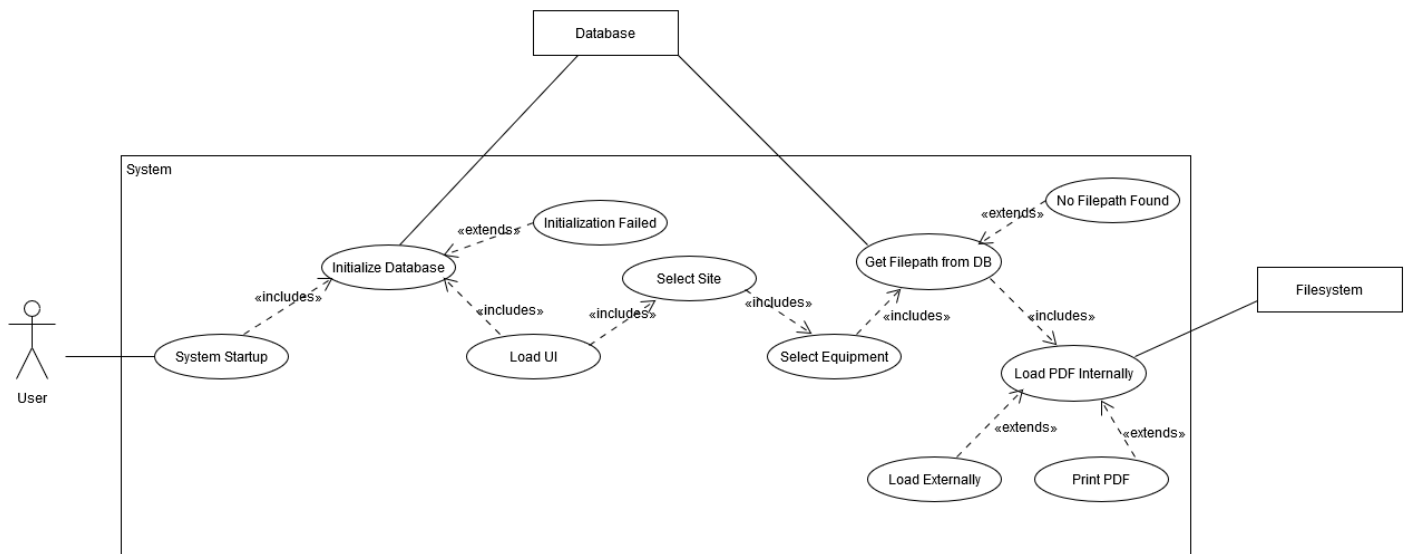 Database
System
No Filepath Found
«extends»
Initialization Failed
«extends»
Initialize Database
Get Filepath from DB
Select Site
Filesystem
«includes»
«includes»
«includes»
«includes»
«includes»
«includes»
System Startup
Load UI
Select Equipment
Load PDF Internally
User
«extends»
«extends»
Load Externally
Print PDF